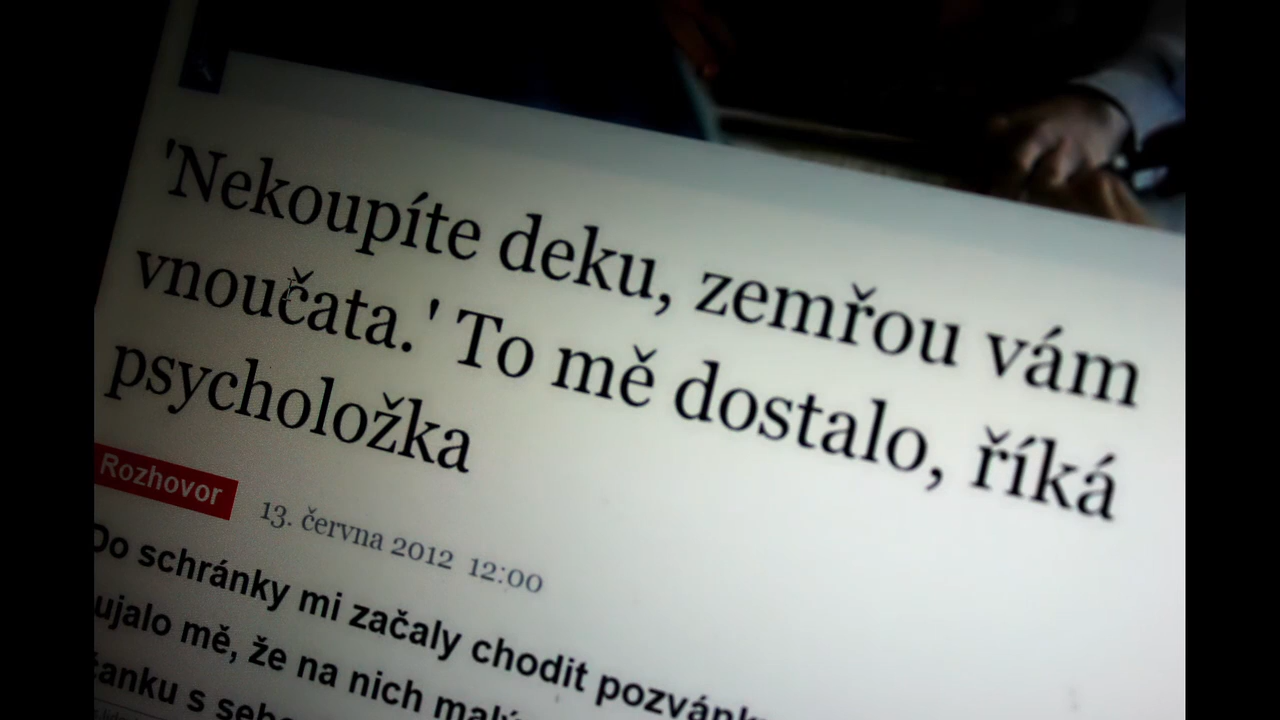 'Nekoupíte deku, zemřou vám
vnoučata.' To mě dostalo, říká
psycholožka
Rozhovor
13. června 2012 12:00
Do schránky mi začaly chodit
ujalo mě, že na nich
s